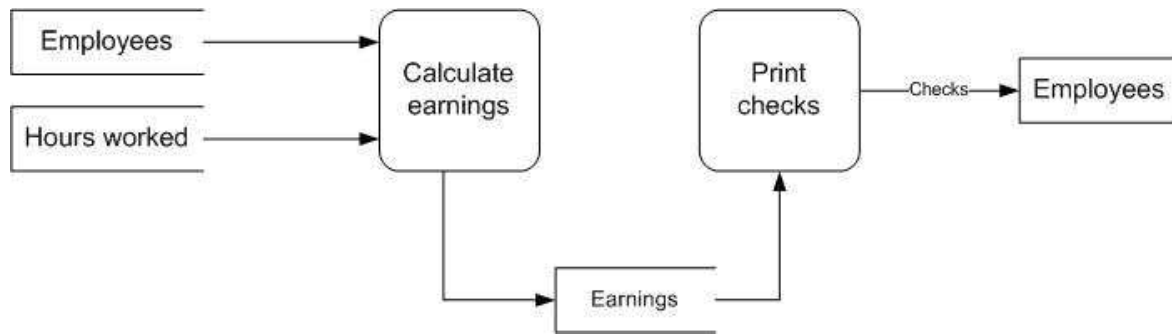 Employees
Hours worked
Calculate
earnings
Earnings
Print
checks
Checks
Employees